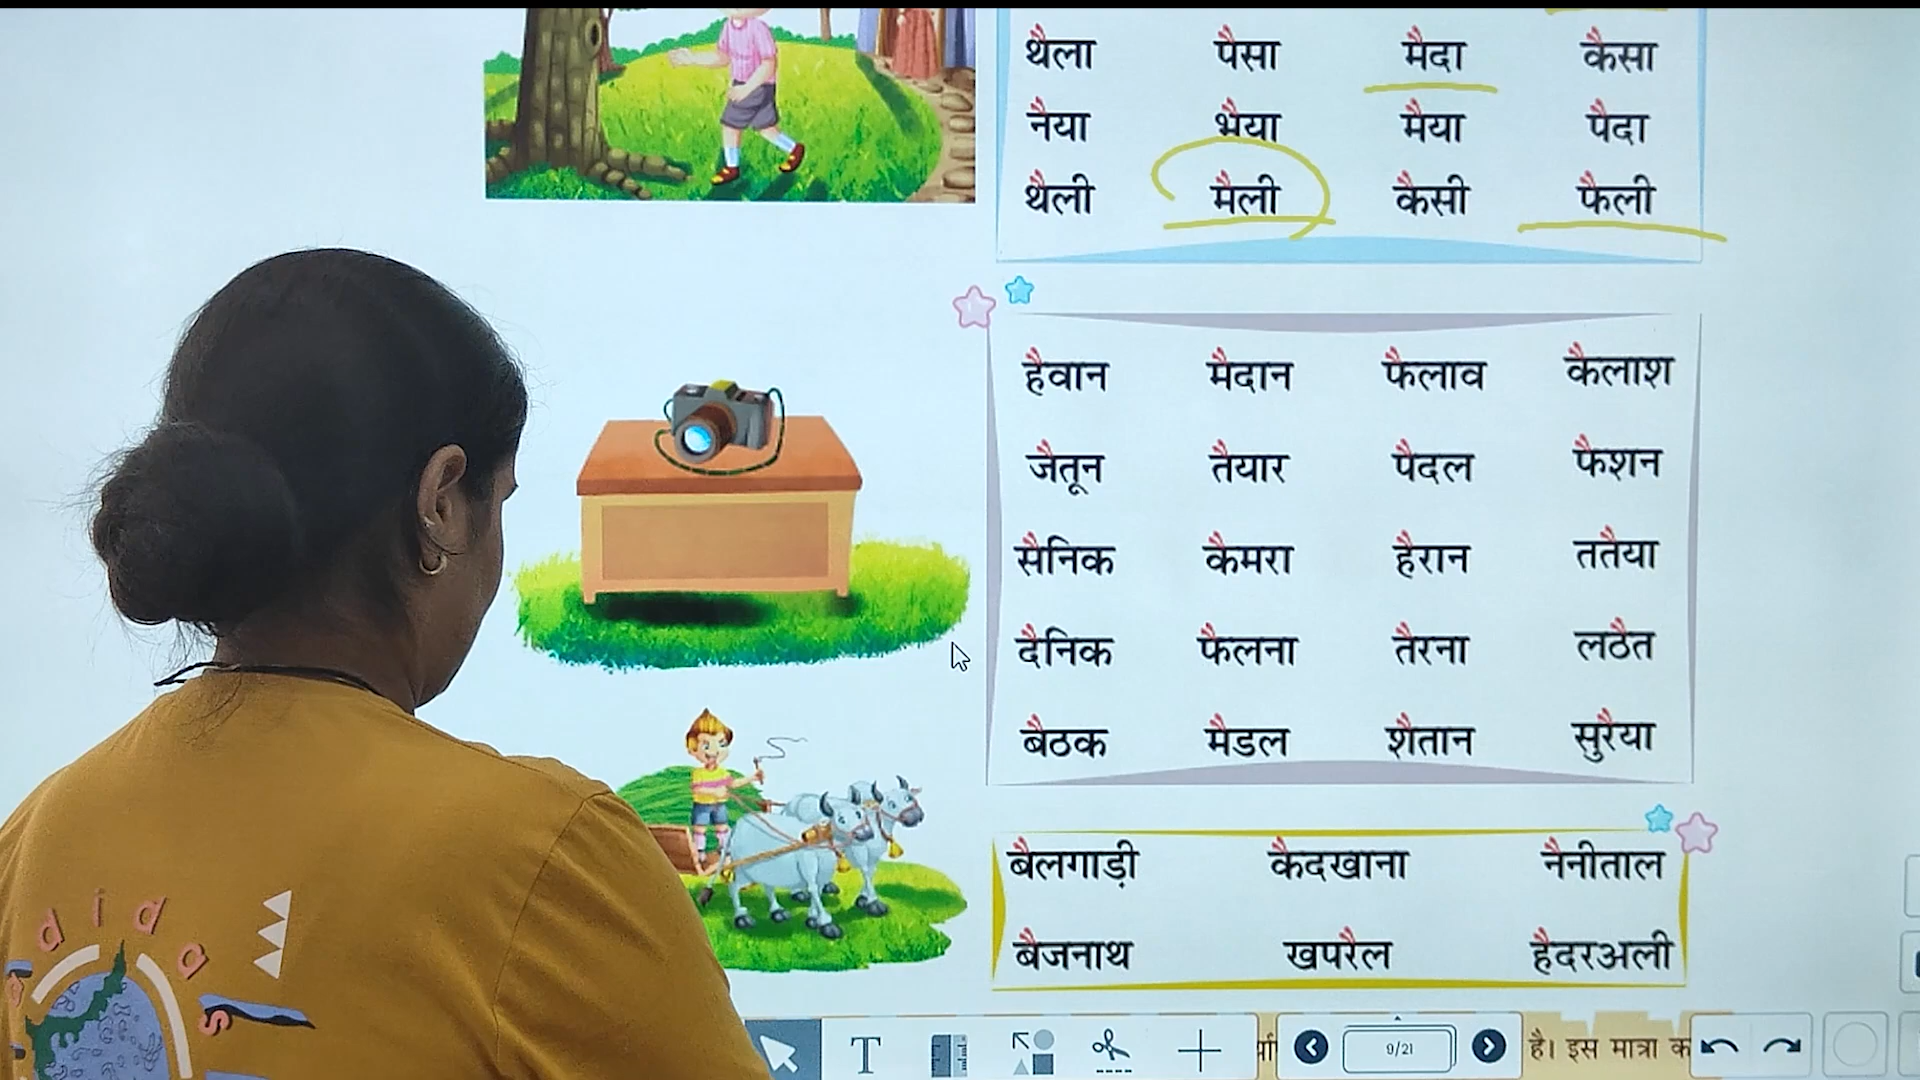 थैला पैसा मैदा कैसा
नैया भैया मैया पैदा
थैली मैली कैसी फैली
हैवान मैदान फैलाव कैलाश
जैतून तैयार पैदल फैशन
सैनिक कैमरा हैरान ततैया
दैनिक फैलना तैरना लठैत
बैठक मैडल शैतान सुरैया
बैलगाड़ी कैदखाना नैनीताल
बैजनाथ खपरैल हैदरअली
T 9/21 है। इस मात्रा क